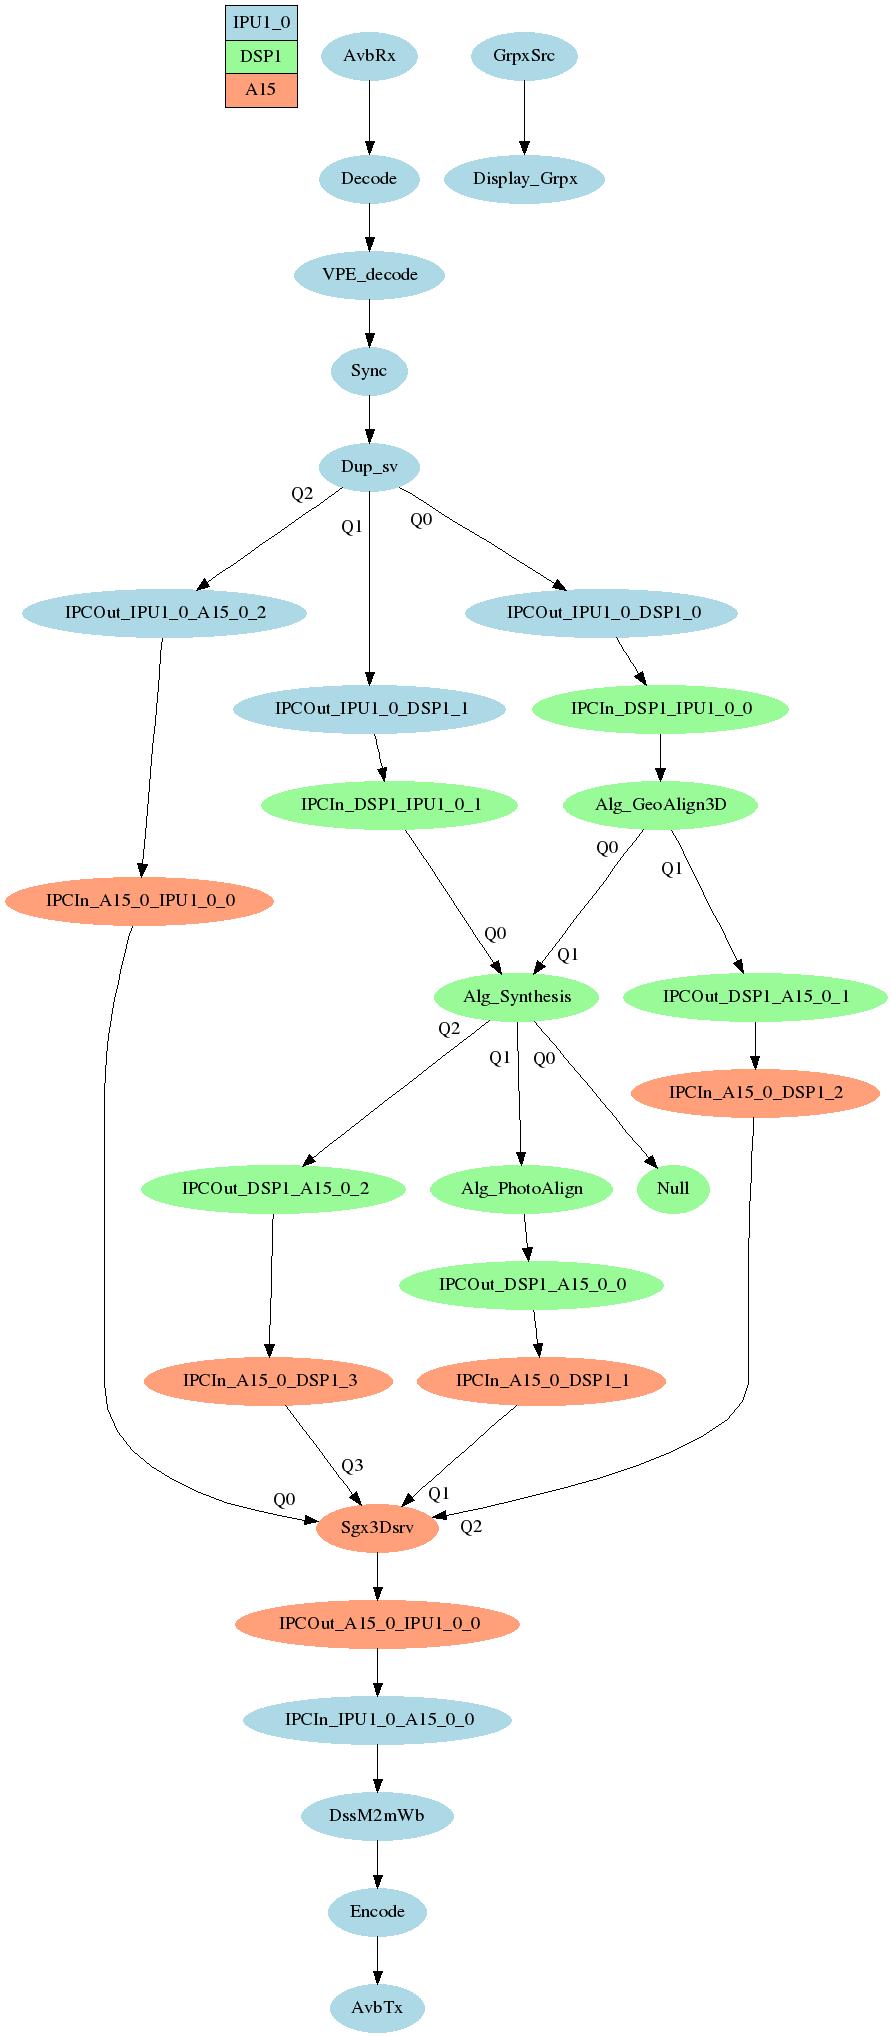 IPU1_0
DSP1
A15
AvbRx
GrpxSrc
Decode
Display_Grpx
VPE_decode
Sync
Dup_sv
Q2
Q1
Q0
IPCOut_IPU1_0_A15_0_2
IPCOut_IPU1_0_DSP1_0
IPCOut_IPU1_0_DSP1_1
IPCIn_DSP1_IPU1_0_0
IPCIn_DSP1_IPU1_0_1
Alg_GeoAlign3D
Q0
Q1
IPCIn_A15_0_IPU1_0_0
Q0
Q1
Alg_Synthesis
IPCOut_DSP1_A15_0_1
Q2
Q1
Q0
IPCIn_A15_0_DSP1_2
IPCOut_DSP1_A15_0_2
Alg_PhotoAlign
Null
IPCOut_DSP1_A15_0_0
IPCIn_A15_0_DSP1_3
IPCIn_A15_0_DSP1_1
Q3
Q0
Q1
Q2
Sgx3Dsrv
IPCOut_A15_0_IPU1_0_0
IPCIn_IPU1_0_A15_0_0
DssM2mWb
Encode
AvbTx